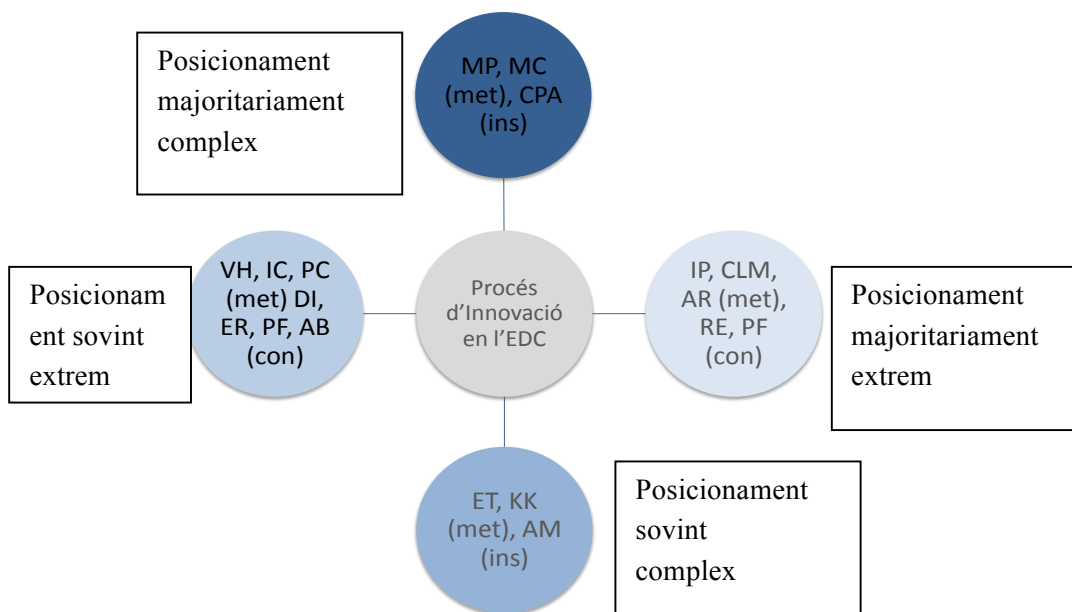 Posicionament
majoritariament
complex
MP, MC
(met), CPA
(ins)
Posicionam
ent sovint
extrem
VH, IC, PC
(met) DI,
ER, PF, AB
(con)
Procés
d’Innovació
en l’EDC
IP, CLM,
AR (met),
RE, PF
(con)
Posicionament
majoritariament
extrem
ET, KK
(met), AM
(ins)
Posicionament
sovint
complex